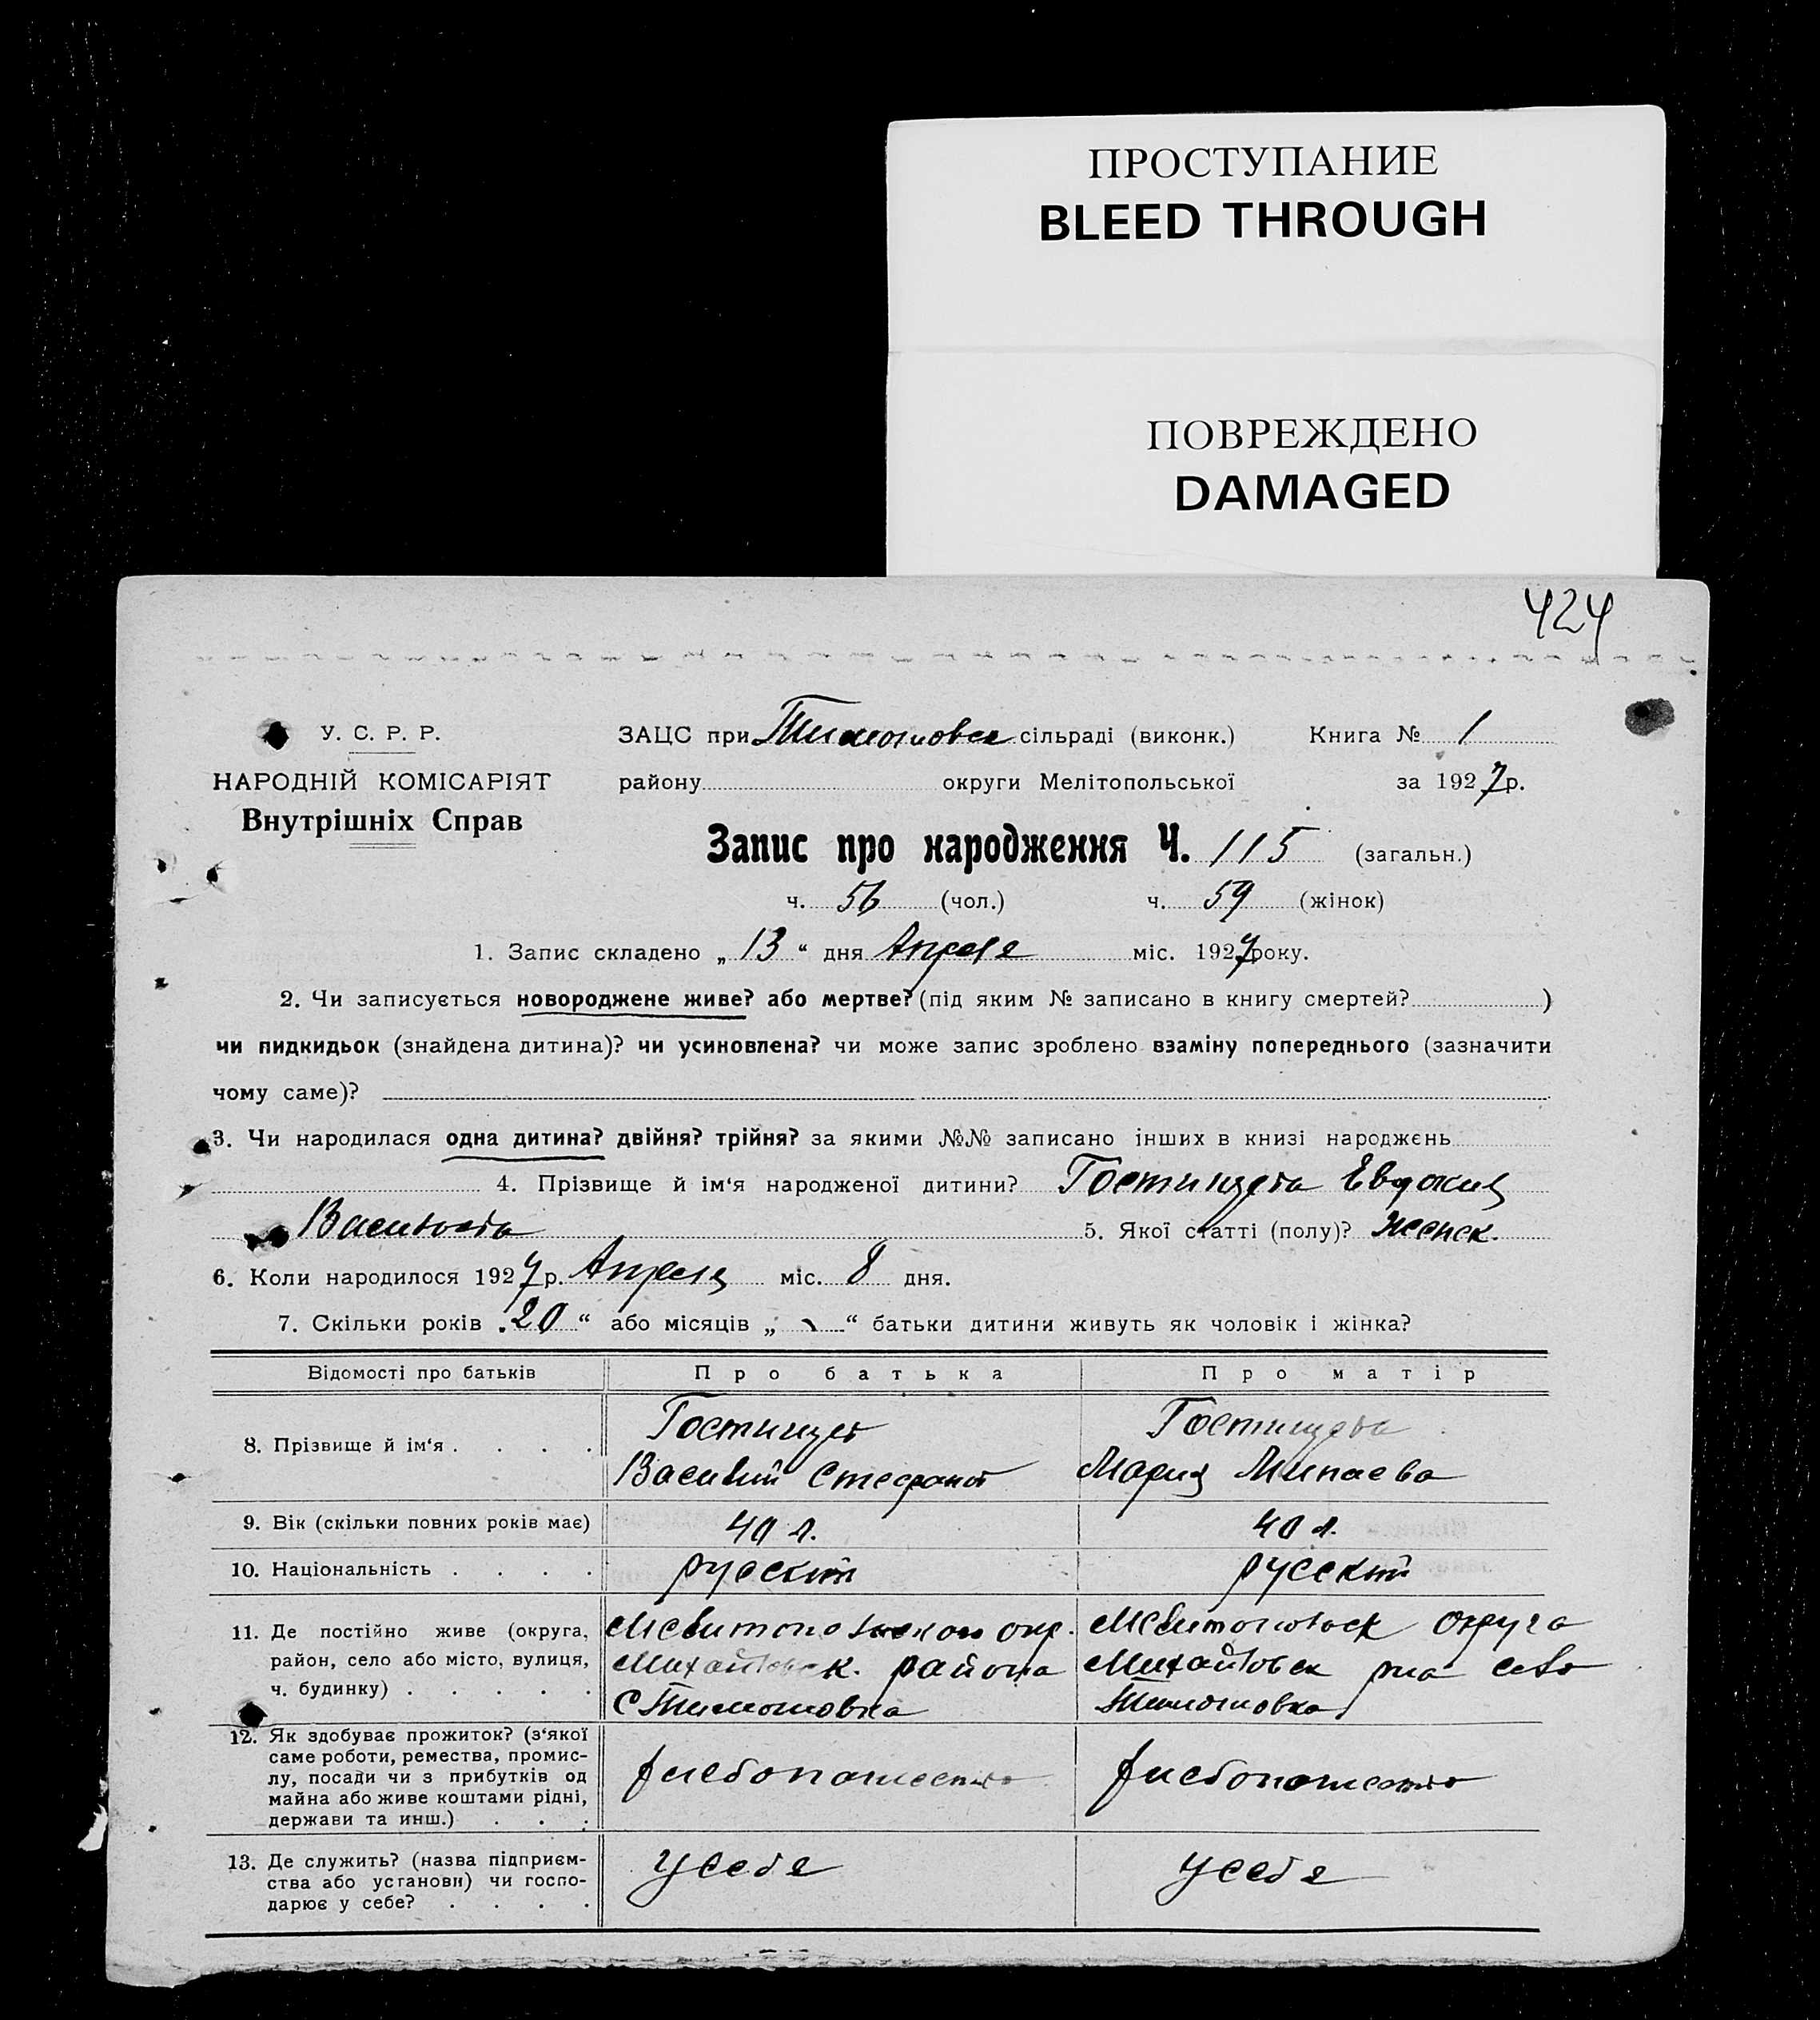 ПРОСТУПАНИЕ
BLEED THROUGH
ПОВРЕЖДЕНО
DAMAGED
424
У. С. Р. Р.
НАРОДНІЙ КОМІСАРІЯТ
Внутрішніх Справ
ЗАЦС при Тимошовск сільраді (виконк.) Книга № 1
району округи Мелітопольської за 1927 р.
Запис про народження Ч. 115 (загальн.)
ч. 56 (чол.) ч. 59 (жінок)
1. Запис складено „13“ дня Апреля міс. 1927 року.
2. Чи записується новороджене живе? або мертве? (під яким № записано в книгу смертей? )
чи пидкидьок (знайдена дитина)? чи усиновлена? чи може запис зроблено взаміну попереднього (зазначити
чому саме)?
3. Чи народилася одна дитина? двійня? трійня? за якими №№ записано інших в книзі народжень
4. Прізвище й ім‘я народженої дитини? Гостищева Евдокия
Васильева 5. Якої статті (полу)? женск.
6. Коли народилося 1927 р. Апреля міс. 8 дня.
7. Скільки років „20“ або місяців „ “ батьки дитини живуть як чоловік і жінка?
Відомості про батьків Про батька Про матір
8. Прізвище й ім‘я . . . . Гостищев Гостищева
Василий Стефанов Мария Минаева
9. Вік (скільки повних років має) 40 л. 40 л.
10. Національність . . . . русский русский
11. Де постійно живе (округа, район, село або місто, вулиця, ч. будинку) . . . . .
Мелитопольского окр. Михайловск. района С Тимошовка
Мелитопольск округа Михайловск рна село Тимошовка
12. Як здобуває прожиток? (з‘якої саме роботи, ремества, промислу, посади чи з прибутків од майна або живе коштами рідні, держави та инш.) . . .
хлебопашество хлебопашество
13. Де служить? (назва підприємства або установи) чи господарює у себе? . . . .
у себя у себя